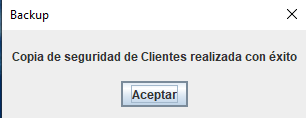 Backup
Copia de seguridad de Clientes realizada con éxito
Aceptar